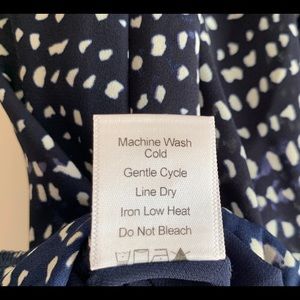 Machine Wash
Cold
Gentle Cycle
Line Dry
Iron Low Heat
Do Not Bleach